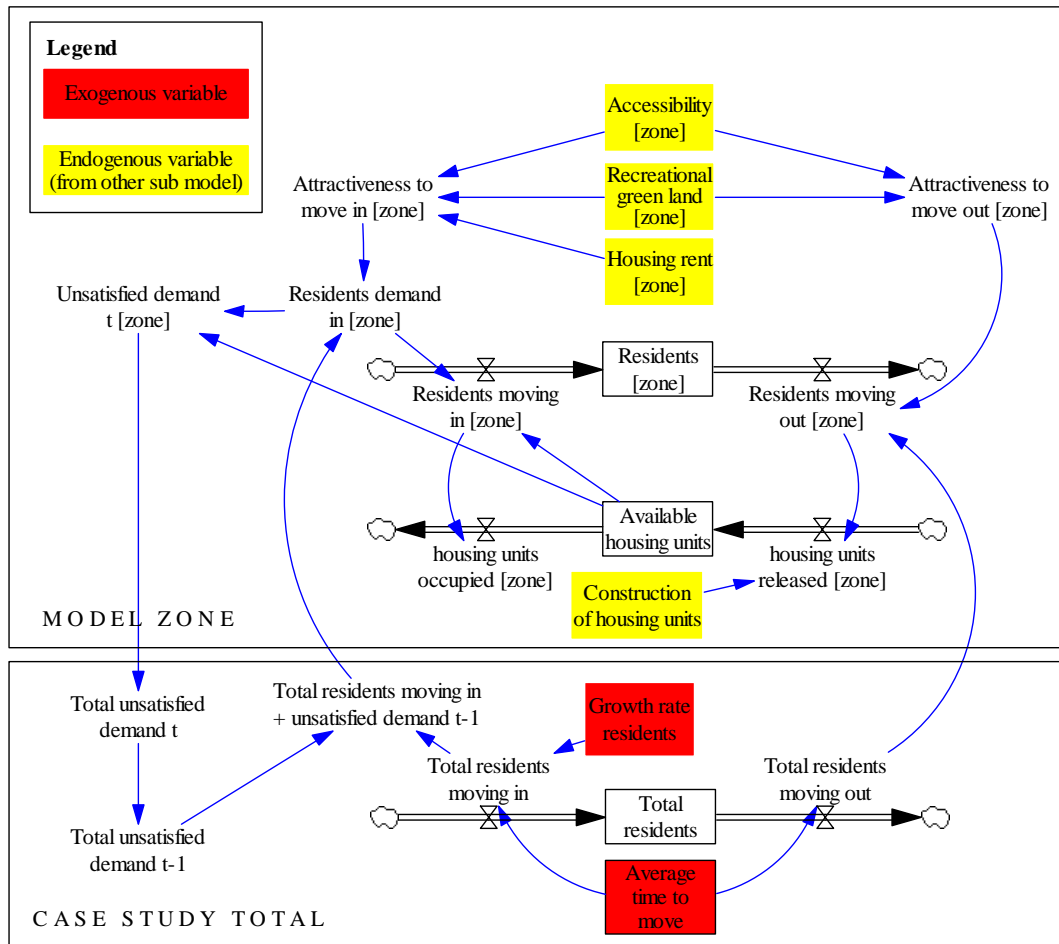 Legend
Exogenous variable
Endogenous variable
(from other sub model)
Accessibility
[zone]
Attractiveness to
move in [zone]
Recreational
green land
[zone]
Attractiveness to
move out [zone]
Housing rent
[zone]
Unsatisfied demand
t [zone]
Residents demand
in [zone]
Residents
[zone]
Residents moving
in [zone]
Residents moving
out [zone]
Available
housing units
housing units
occupied [zone]
housing units
released [zone]
Construction
of housing units
MODEL ZONE
Total unsatisfied
demand t
Total residents moving in
+ unsatisfied demand t-1
Growth rate
residents
Total residents
moving in
Total residents
moving out
Total
residents
Total unsatisfied
demand t-1
Average
time to
move
CASE STUDY TOTAL